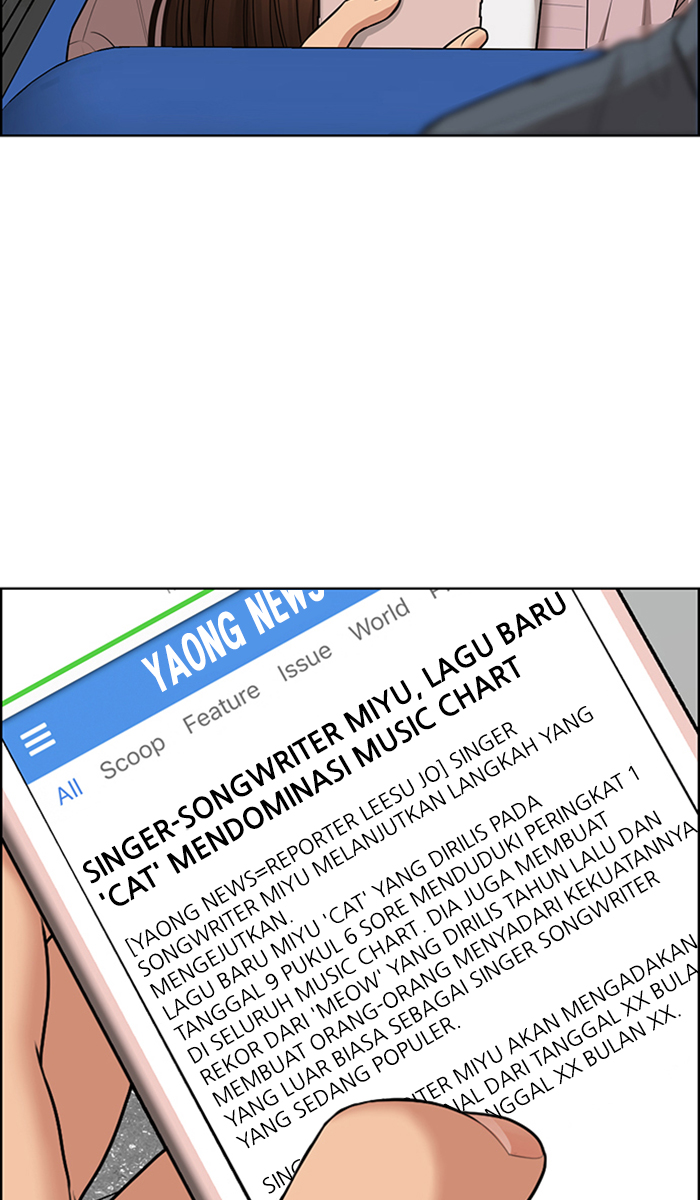 YAONG NEWS
All Scoop Feature Issue World
SINGER-SONGWRITER MIYU, LAGU BARU
'CAT' MENDOMINASI MUSIC CHART
[YAONG NEWS=REPORTER LEESU JO] SINGER
SONGWRITER MIYU MELANJUTKAN LANGKAH YANG
MENGEJUTKAN.
LAGU BARU MIYU 'CAT' YANG DIRILIS PADA
TANGGAL 9 PUKUL 6 SORE MENDUDUKI PERINGKAT 1
DI SELURUH MUSIC CHART. DIA JUGA MEMBUAT
REKOR DARI 'MEOW' YANG DIRILIS TAHUN LALU DAN
MEMBUAT ORANG-ORANG MENYADARI KEKUATANNYA
YANG LUAR BIASA SEBAGAI SINGER SONGWRITER
YANG SEDANG POPULER.
MIYU AKAN MENGADAKAN
DARI TANGGAL XX
TANGGAL XX BULAN XX.